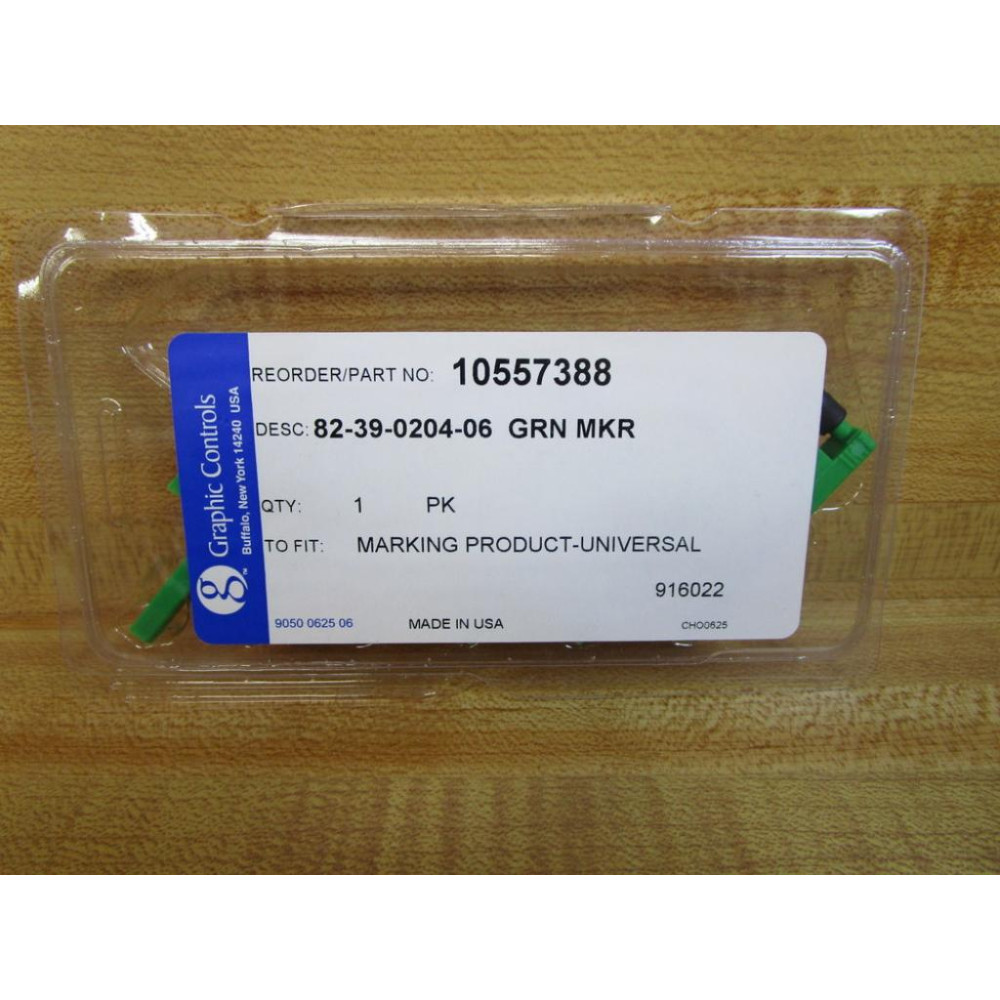 Graphic Controls
Buffalo, New York 14240 USA
g™
REORDER/PART NO: 10557388
DESC: 82-39-0204-06 GRN MKR
QTY: 1 PK
TO FIT: MARKING PRODUCT-UNIVERSAL
916022
9050 0625 06 MADE IN USA CHO0625